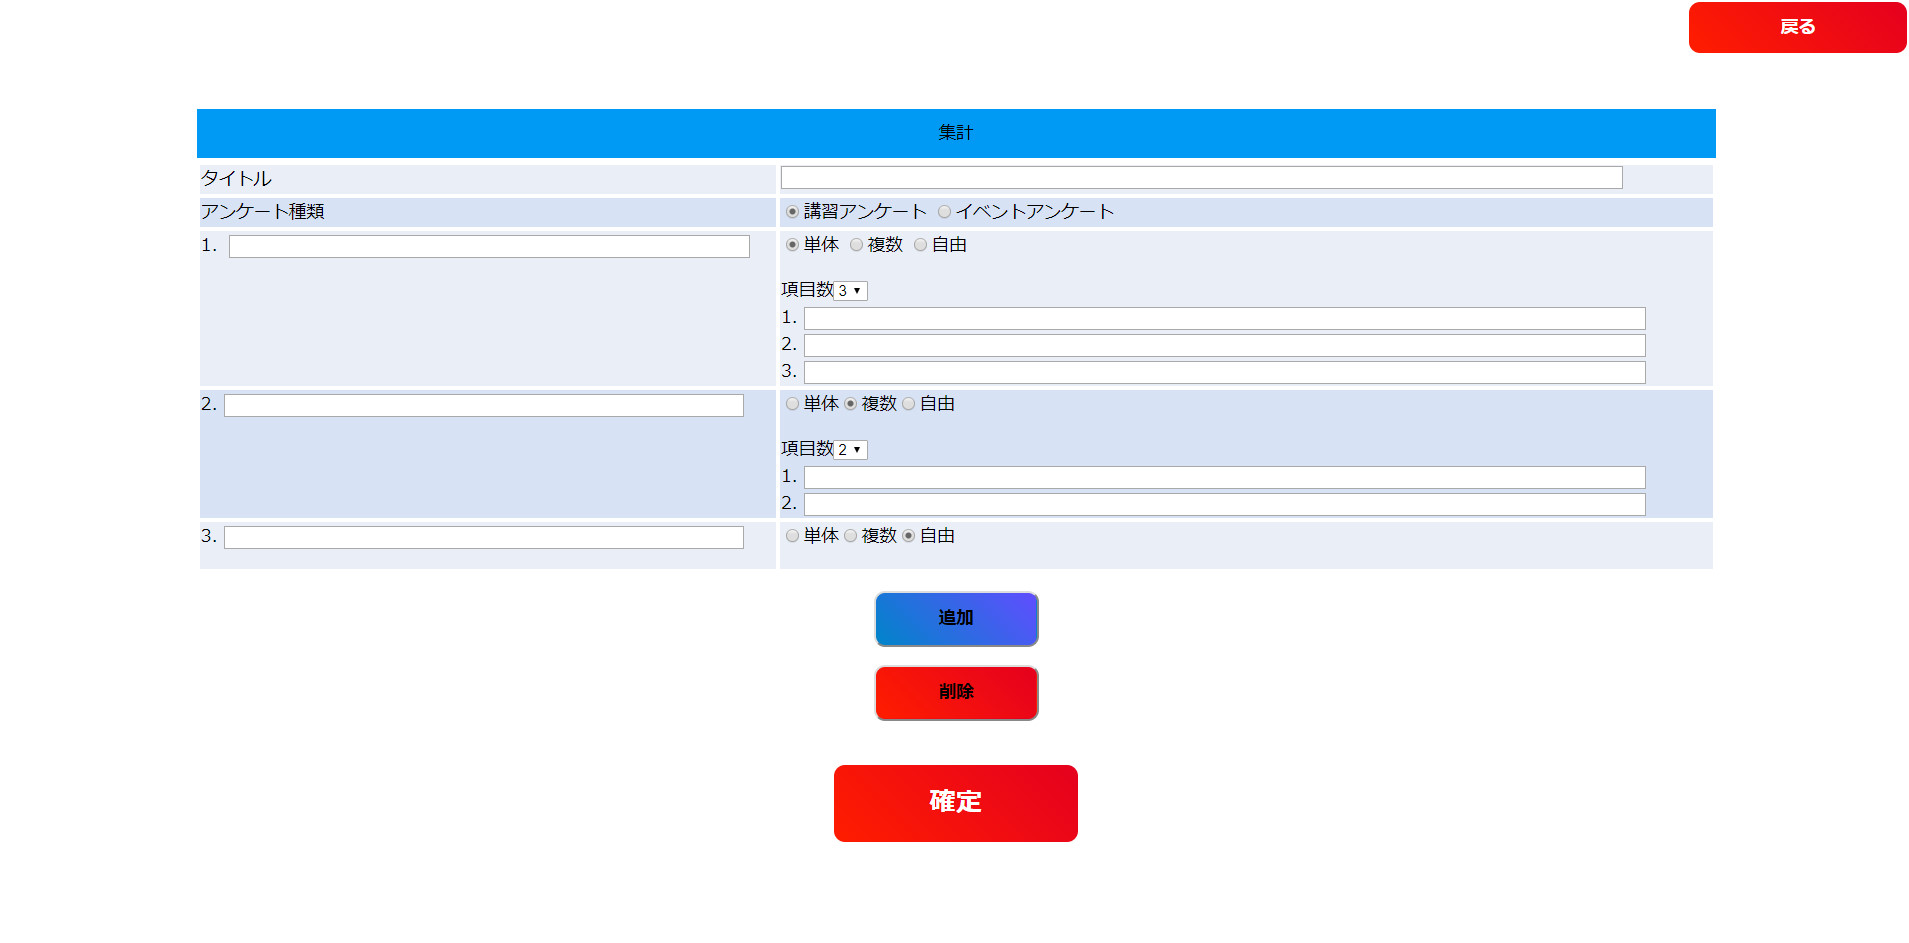 戻る
集計
タイトル
アンケート種類 講習アンケート イベントアンケート
1. 単体 複数 自由
項目数 3
1.
2.
3.
2. 単体 複数 自由
項目数 2
1.
2.
3. 単体 複数 自由
追加
削除
確定